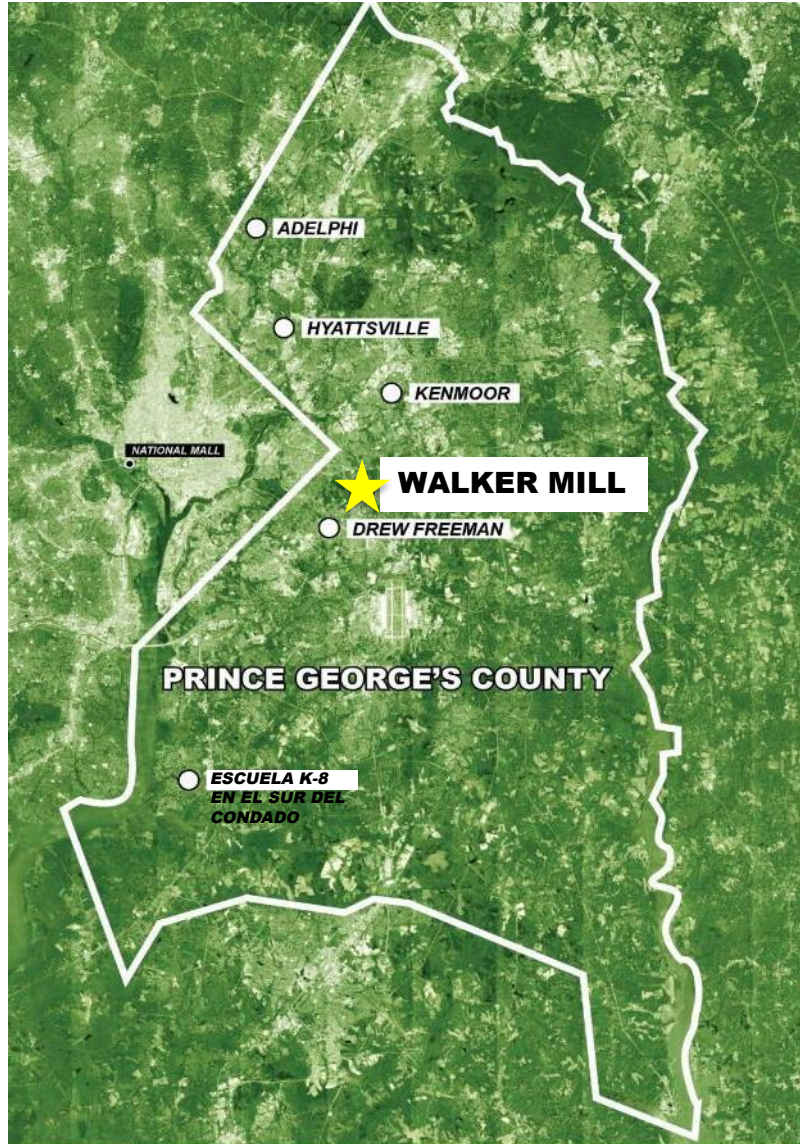 ADELPHI
HYATTSVILLE
KENMOOR
NATIONAL MALL
WALKER MILL
DREW FREEMAN
PRINCE GEORGE'S COUNTY
ESCUELA K-8
EN EL SUR DEL
CONDADO